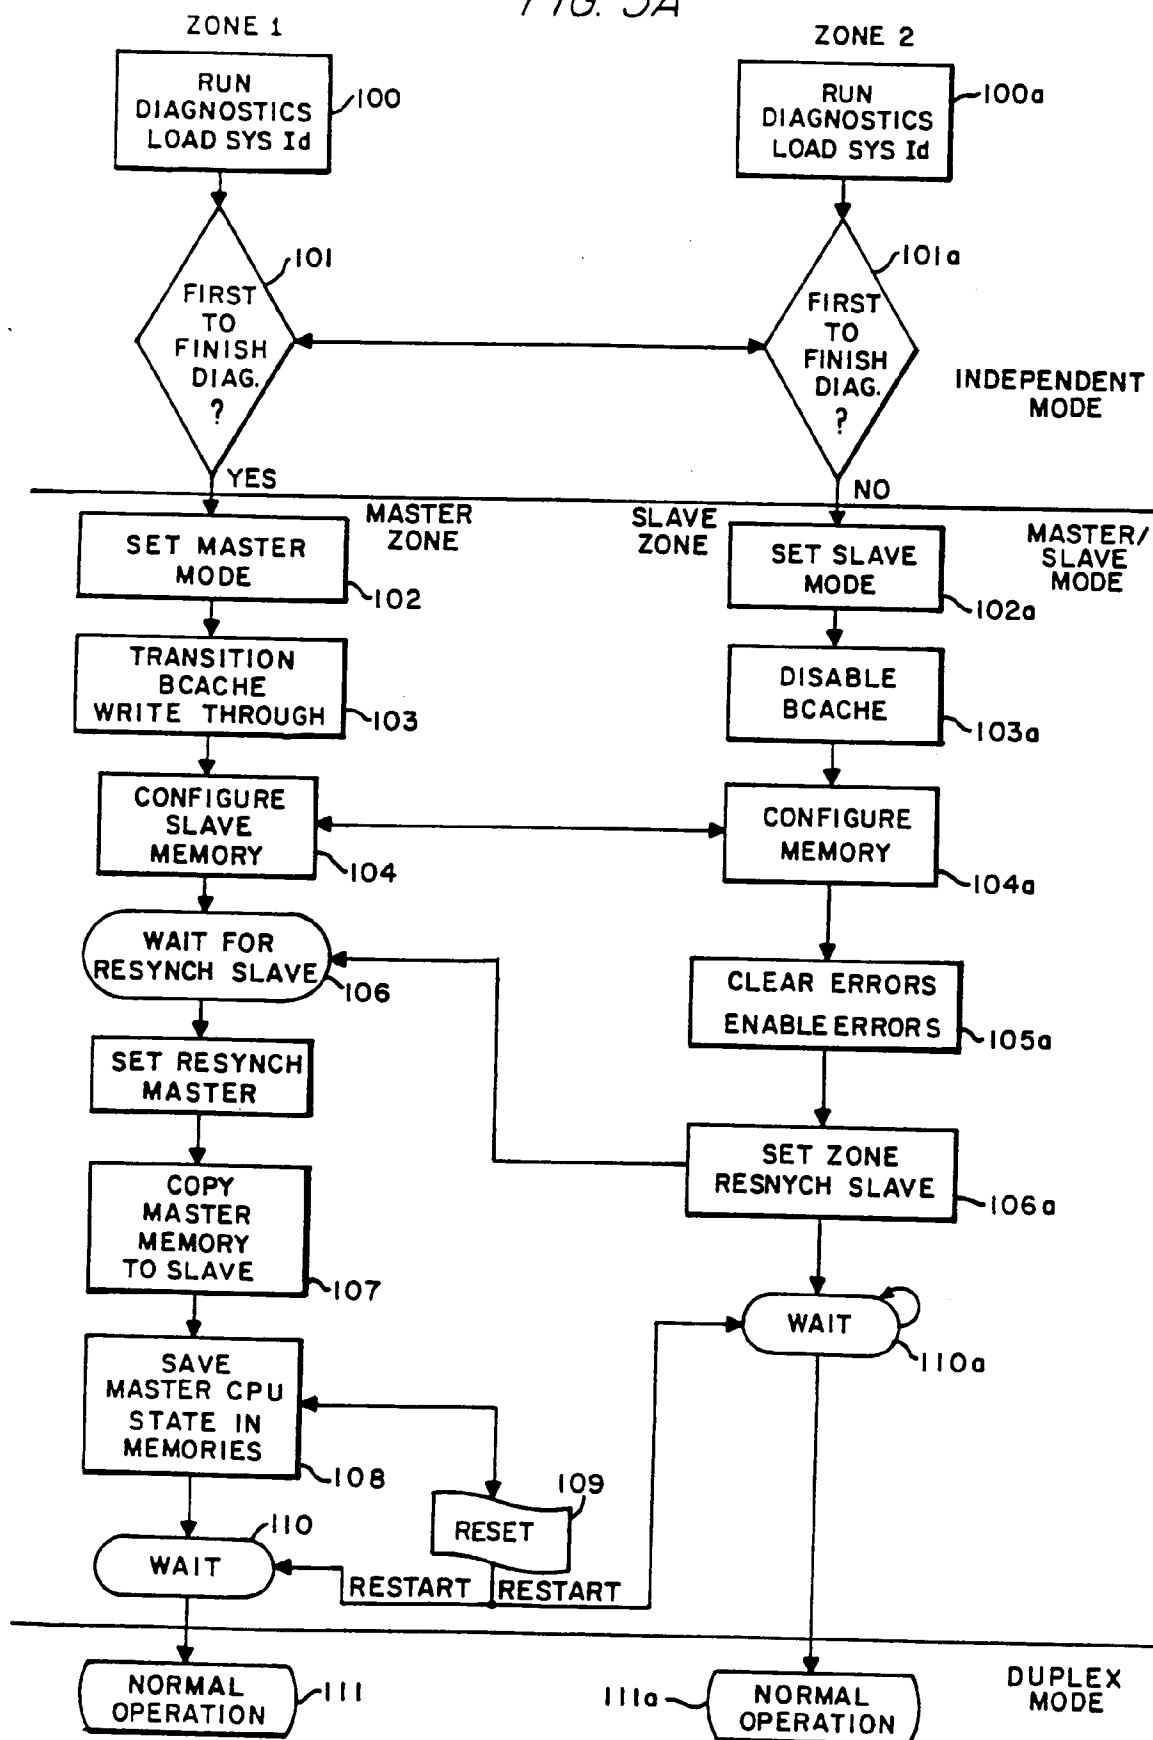 FIG. 5A
ZONE 1
ZONE 2
RUN
DIAGNOSTICS
LOAD SYS Id
100
RUN
DIAGNOSTICS
LOAD SYS Id
100a
101
FIRST
TO
FINISH
DIAG.
?
101a
FIRST
TO
FINISH
DIAG.
?
INDEPENDENT
MODE
YES
NO
MASTER
ZONE
SLAVE
ZONE
MASTER/
SLAVE
MODE
SET MASTER
MODE
102
SET SLAVE
MODE
102a
TRANSITION
BCACHE
WRITE THROUGH
103
DISABLE
BCACHE
103a
CONFIGURE
SLAVE
MEMORY
104
CONFIGURE
MEMORY
104a
WAIT FOR
RESYNCH SLAVE
106
CLEAR ERRORS
ENABLE ERRORS
105a
SET RESYNCH
MASTER
SET ZONE
RESNYCH SLAVE
106a
COPY
MASTER
MEMORY
TO SLAVE
107
WAIT
110a
SAVE
MASTER CPU
STATE IN
MEMORIES
108
109
RESET
110
WAIT
RESTART
RESTART
NORMAL
OPERATION
111
111a
NORMAL
OPERATION
DUPLEX
MODE